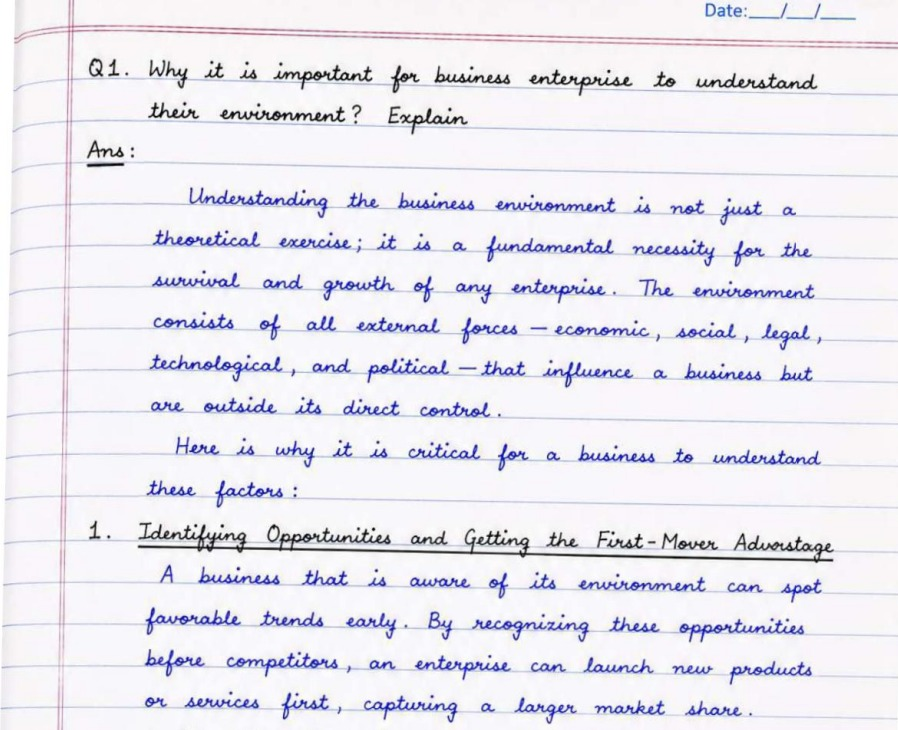 Date:__/__/___
Q1. Why it is important for business enterprise to understand
their environment? Explain
Ans:
Understanding the business environment is not just a
theoretical exercise; it is a fundamental necessity for the
survival and growth of any enterprise. The environment
consists of all external forces — economic, social, legal,
technological, and political — that influence a business but
are outside its direct control.
Here is why it is critical for a business to understand
these factors:
1. Identifying Opportunities and Getting the First-Mover Advorstage
A business that is aware of its environment can spot
favorable trends early. By recognizing these opportunities
before competitors, an enterprise can launch new products
or services first, capturing a larger market share.